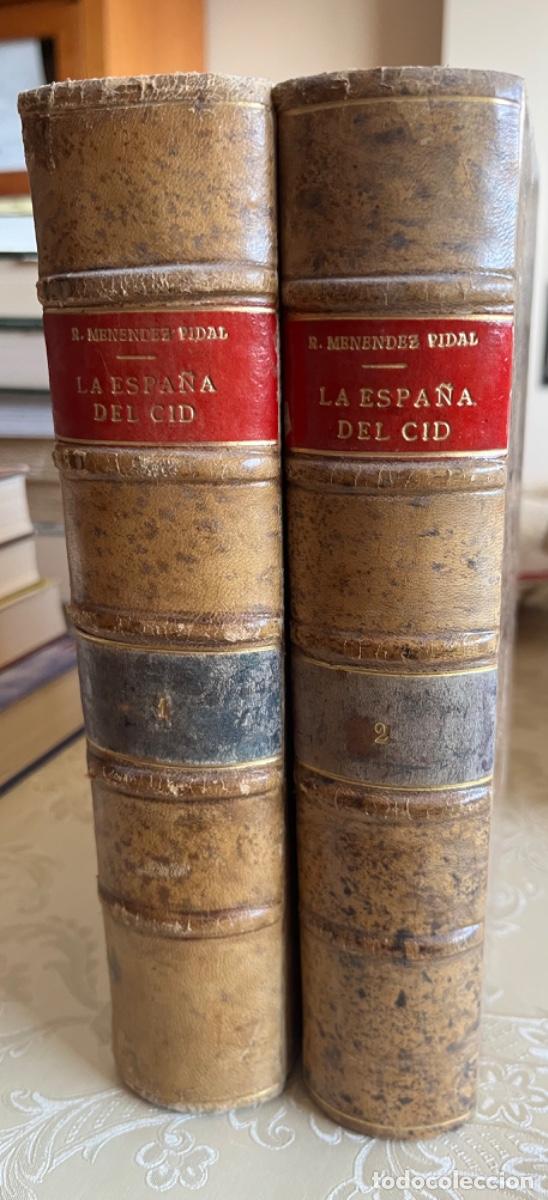 R. MENENDEZ PIDAL
LA ESPAÑA
DEL CID
1
R. MENENDEZ PIDAL
LA ESPAÑA
DEL CID
2
todocoleccion